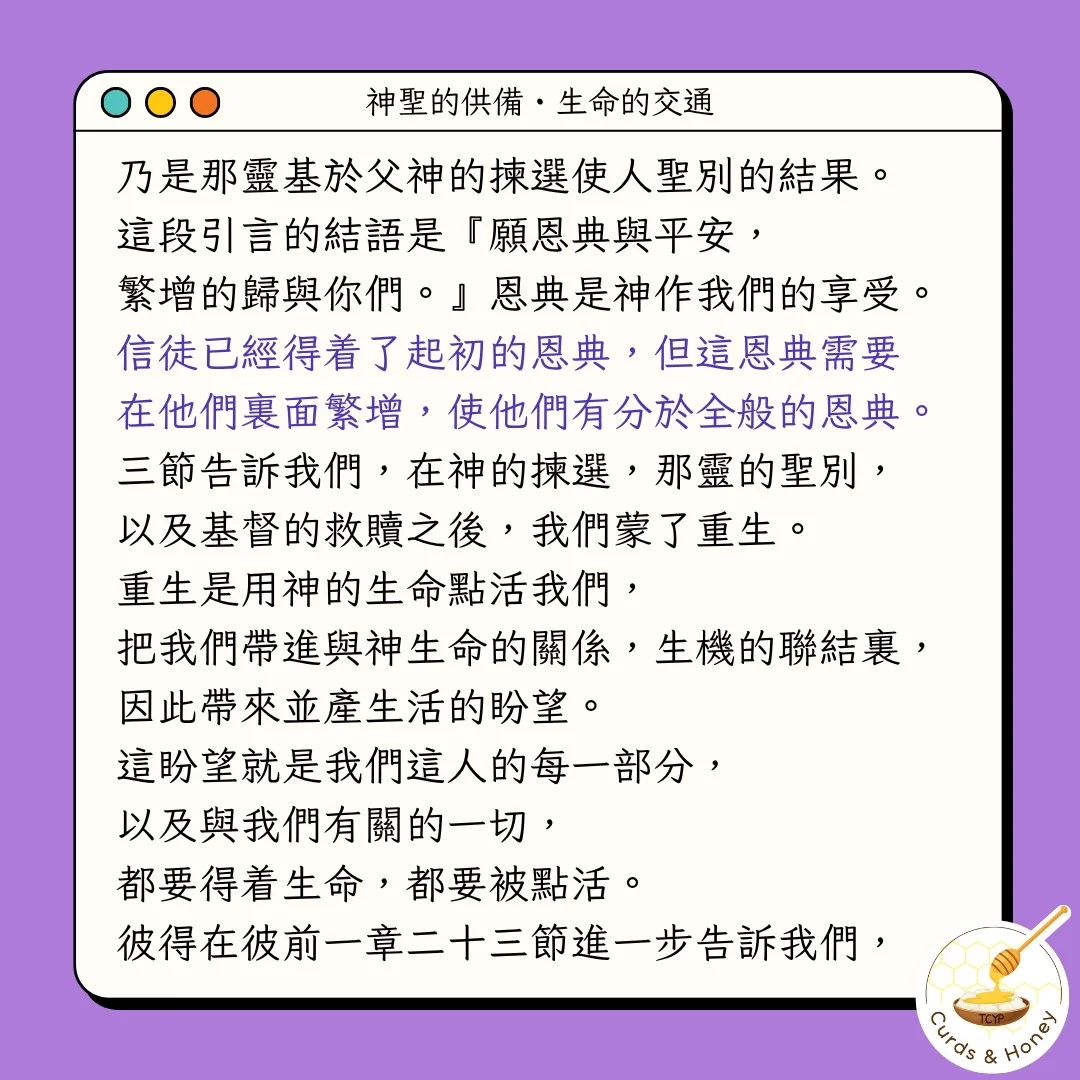 神聖的供備·生命的交通
乃是那靈基於父神的揀選使人聖別的結果。
這段引言的結語是『願恩典與平安，
繁增的歸與你們。』恩典是神作我們的享受。
信徒已經得着了起初的恩典，但這恩典需要
在他們裏面繁增，使他們有分於全般的恩典。
三節告訴我們，在神的揀選，那靈的聖別，
以及基督的救贖之後，我們蒙了重生。
重生是用神的生命點活我們，
把我們帶進與神生命的關係，生機的聯結裏，
因此帶來並產生活的盼望。
這盼望就是我們這人的每一部分，
以及與我們有關的一切，
都要得着生命，都要被點活。
彼得在彼前一章二十三節進一步告訴我們，
TCYP
Curds & Honey